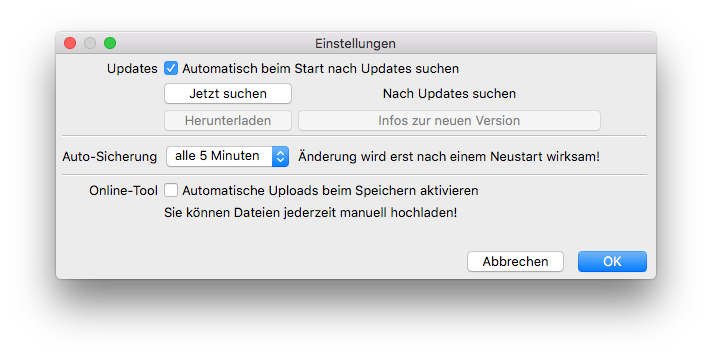 Einstellungen
Updates Automatisch beim Start nach Updates suchen
Jetzt suchen Nach Updates suchen
Herunterladen Infos zur neuen Version
Auto-Sicherung alle 5 Minuten Änderung wird erst nach einem Neustart wirksam!
Online-Tool Automatische Uploads beim Speichern aktivieren
Sie können Dateien jederzeit manuell hochladen!
Abbrechen OK